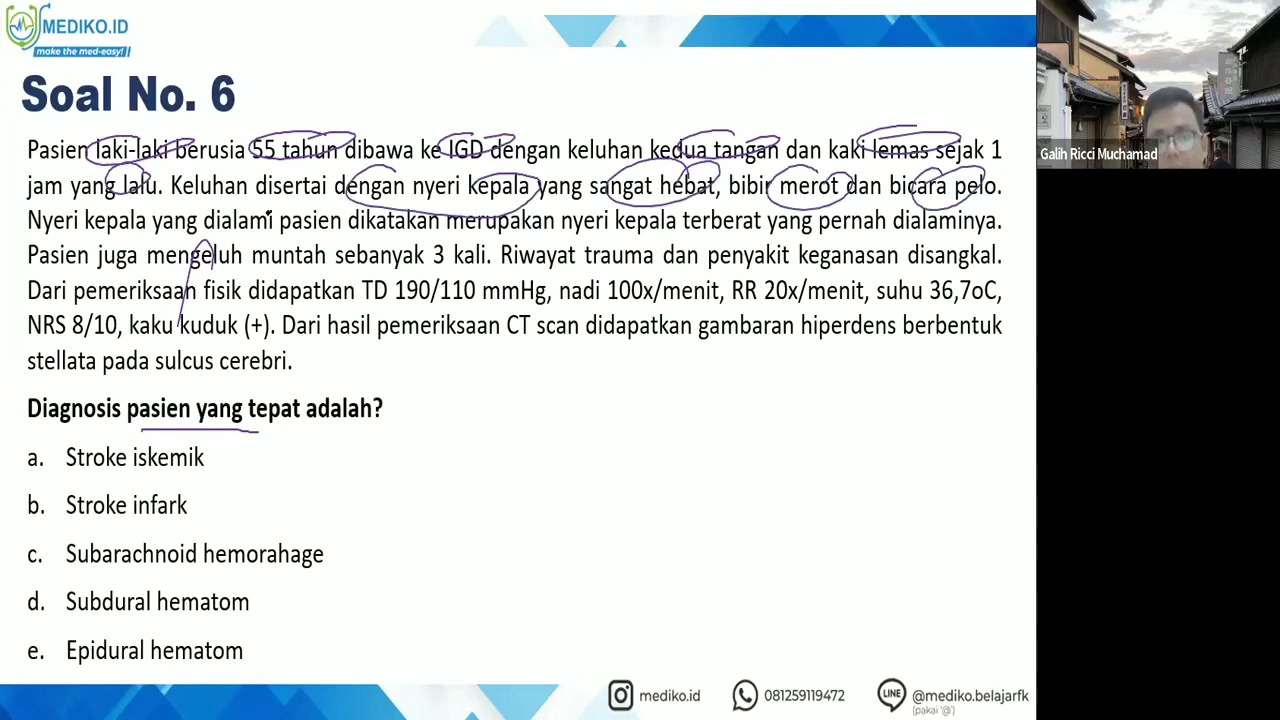 MEDIKO.ID
make the med-easy!
Soal No. 6
Pasien laki-laki berusia 55 tahun dibawa ke IGD dengan keluhan kedua tangan dan kaki lemas sejak 1
jam yang lalu. Keluhan disertai dengan nyeri kepala yang sangat hebat, bibir merot dan bicara pelo.
Nyeri kepala yang dialami pasien dikatakan merupakan nyeri kepala terberat yang pernah dialaminya.
Pasien juga mengeluh muntah sebanyak 3 kali. Riwayat trauma dan penyakit keganasan disangkal.
Dari pemeriksaan fisik didapatkan TD 190/110 mmHg, nadi 100x/menit, RR 20x/menit, suhu 36,7oC,
NRS 8/10, kaku kuduk (+). Dari hasil pemeriksaan CT scan didapatkan gambaran hiperdens berbentuk
stellata pada sulcus cerebri.
Diagnosis pasien yang tepat adalah?
a. Stroke iskemik
b. Stroke infark
c. Subarachnoid hemorahage
d. Subdural hematom
e. Epidural hematom
mediko.id
081259119472
LINE
@mediko.belajarfk
(pakai '@')
Galih Ricci Muchamad